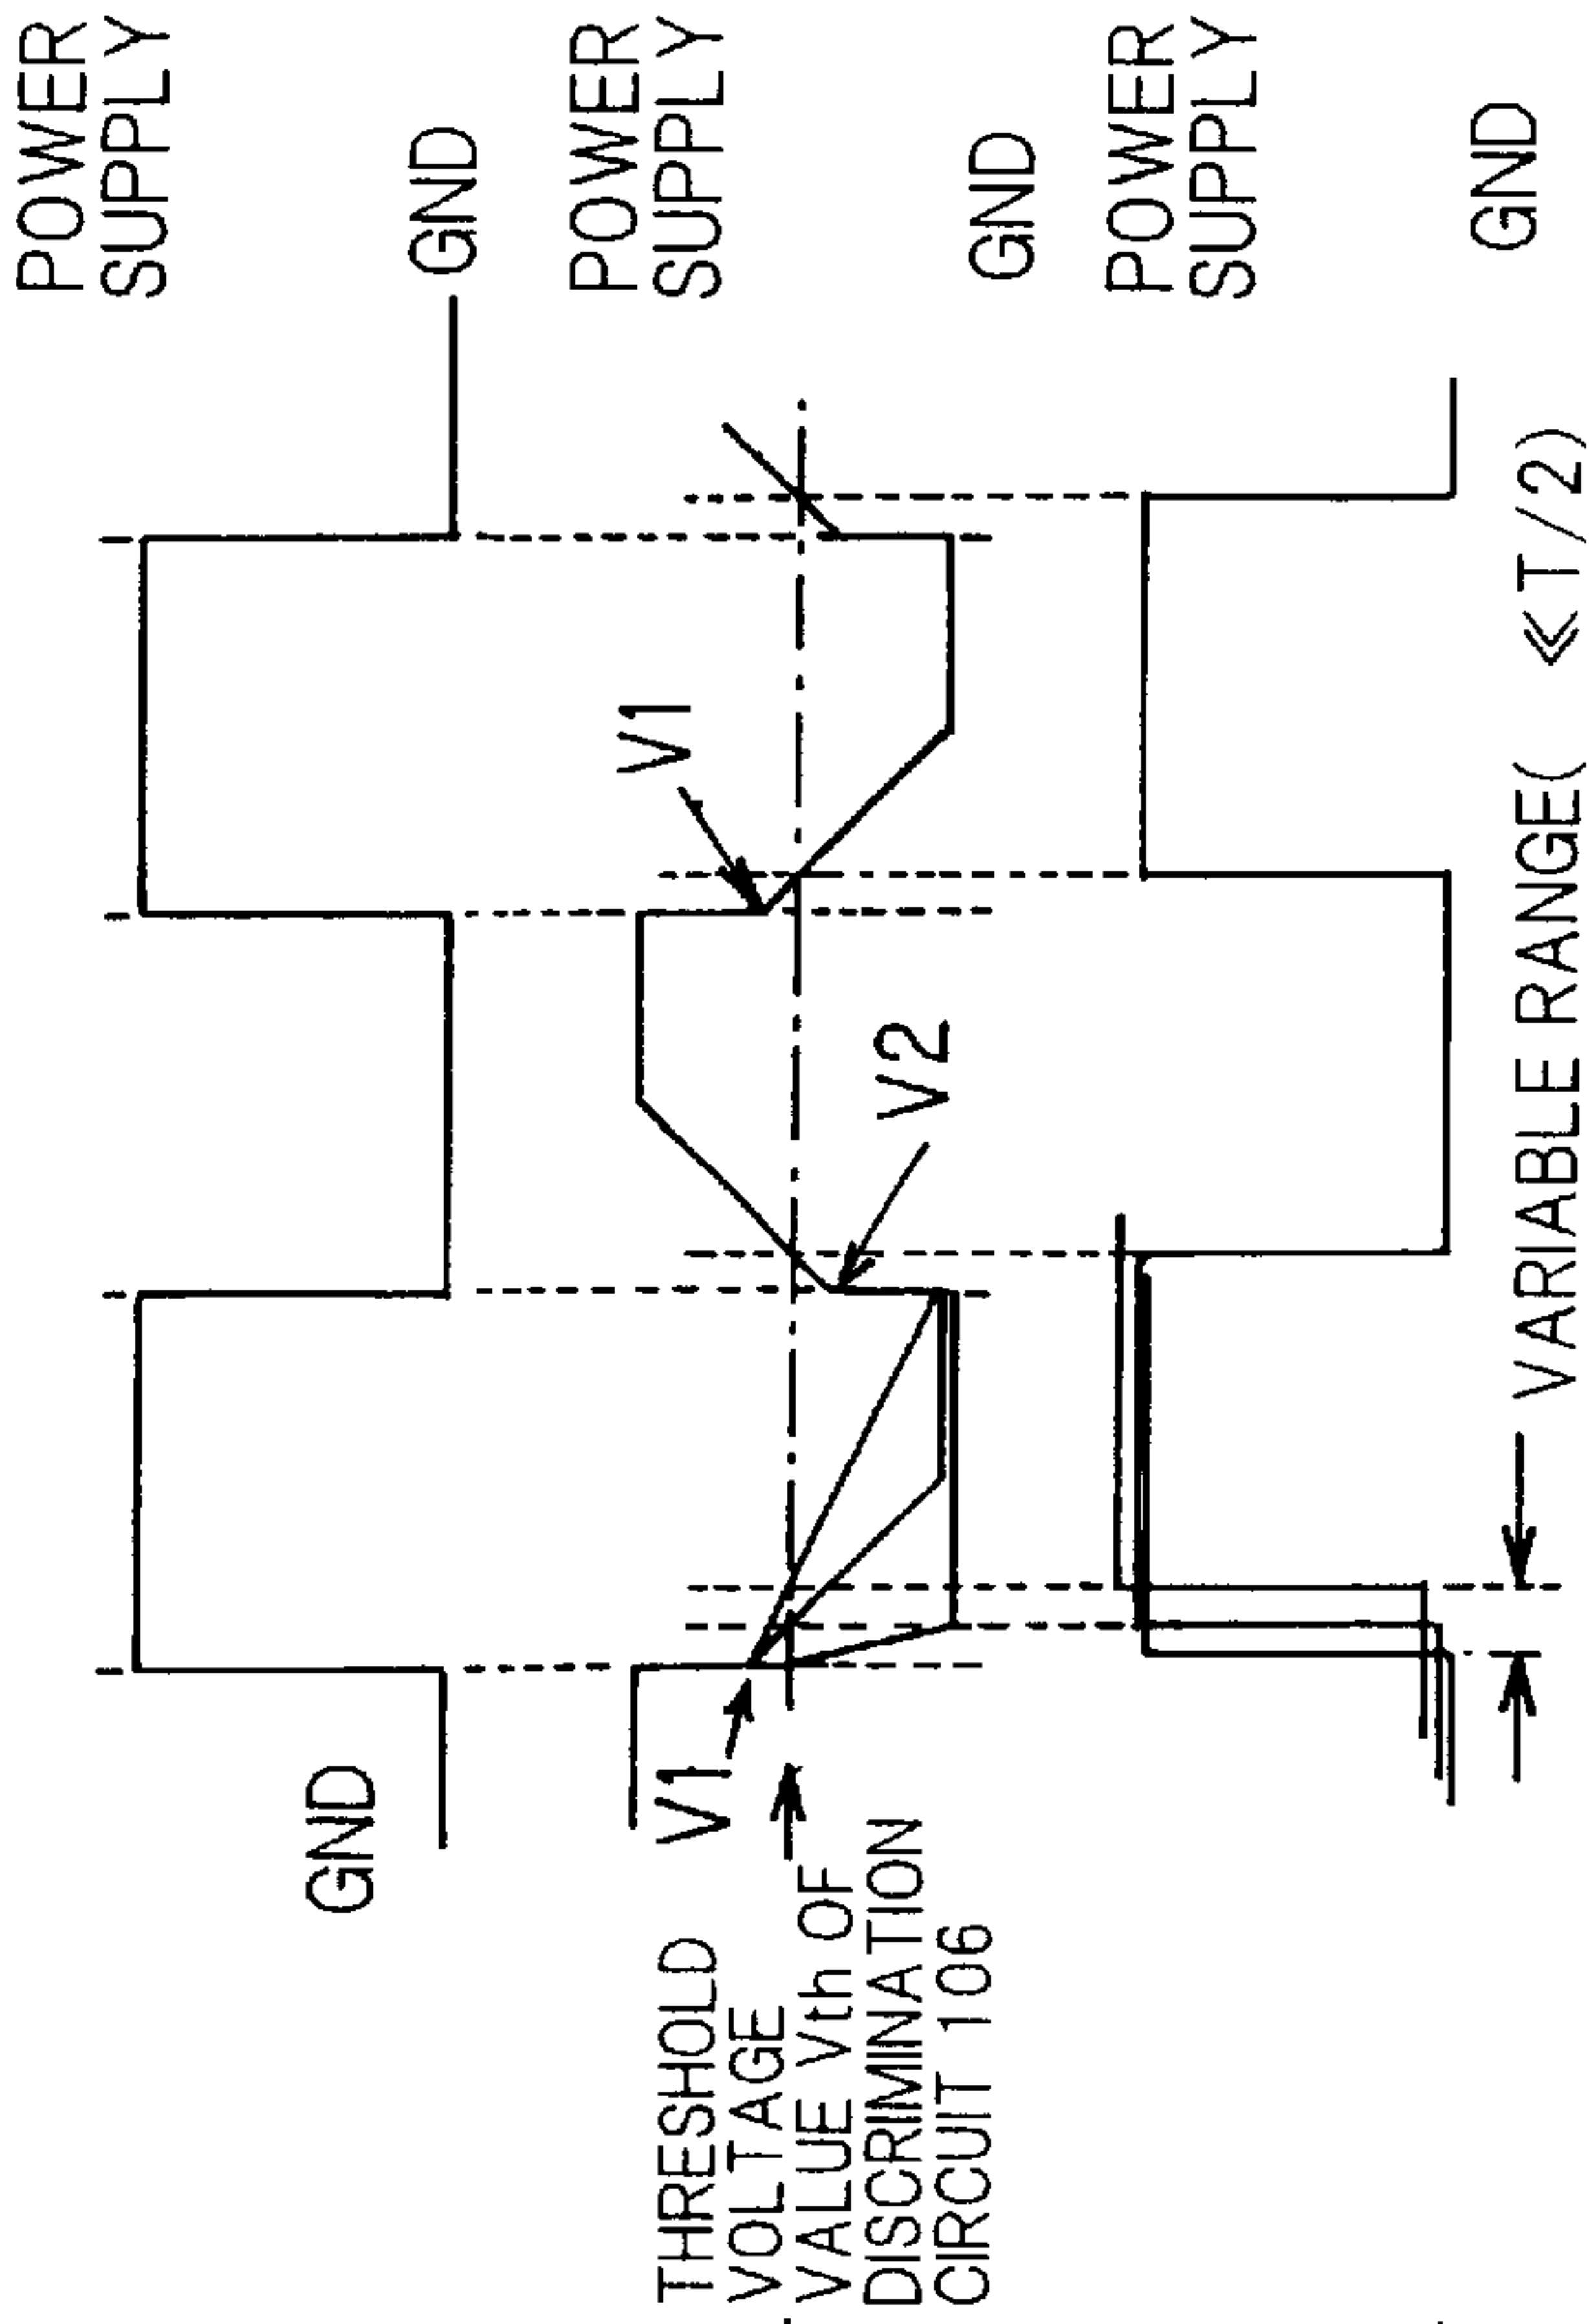 POWER
SUPPLY
GND
GND
POWER
SUPPLY
V1
V1
V2
THRESHOLD
VOLTAGE
VALUE Vth OF
DISCRIMINATION
CIRCUIT 106
GND
POWER
SUPPLY
GND
VARIABLE RANGE( ≪T/2)